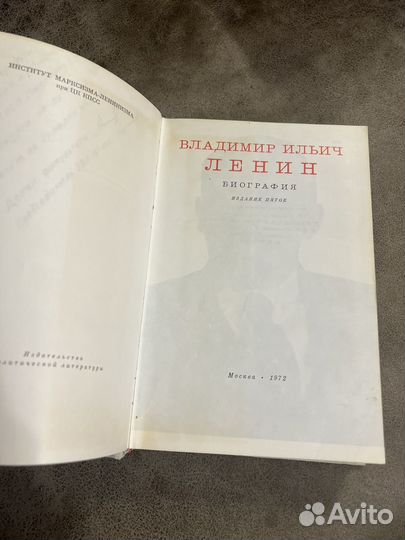 ИНСТИТУТ МАРКСИЗМА-ЛЕНИНИЗМА
при ЦК КПСС
Издательство
политической литературы
ВЛАДИМИР ИЛЬИЧ
ЛЕНИН
БИОГРАФИЯ
ИЗДАНИЕ ПЯТОЕ
Москва • 1972
Avito